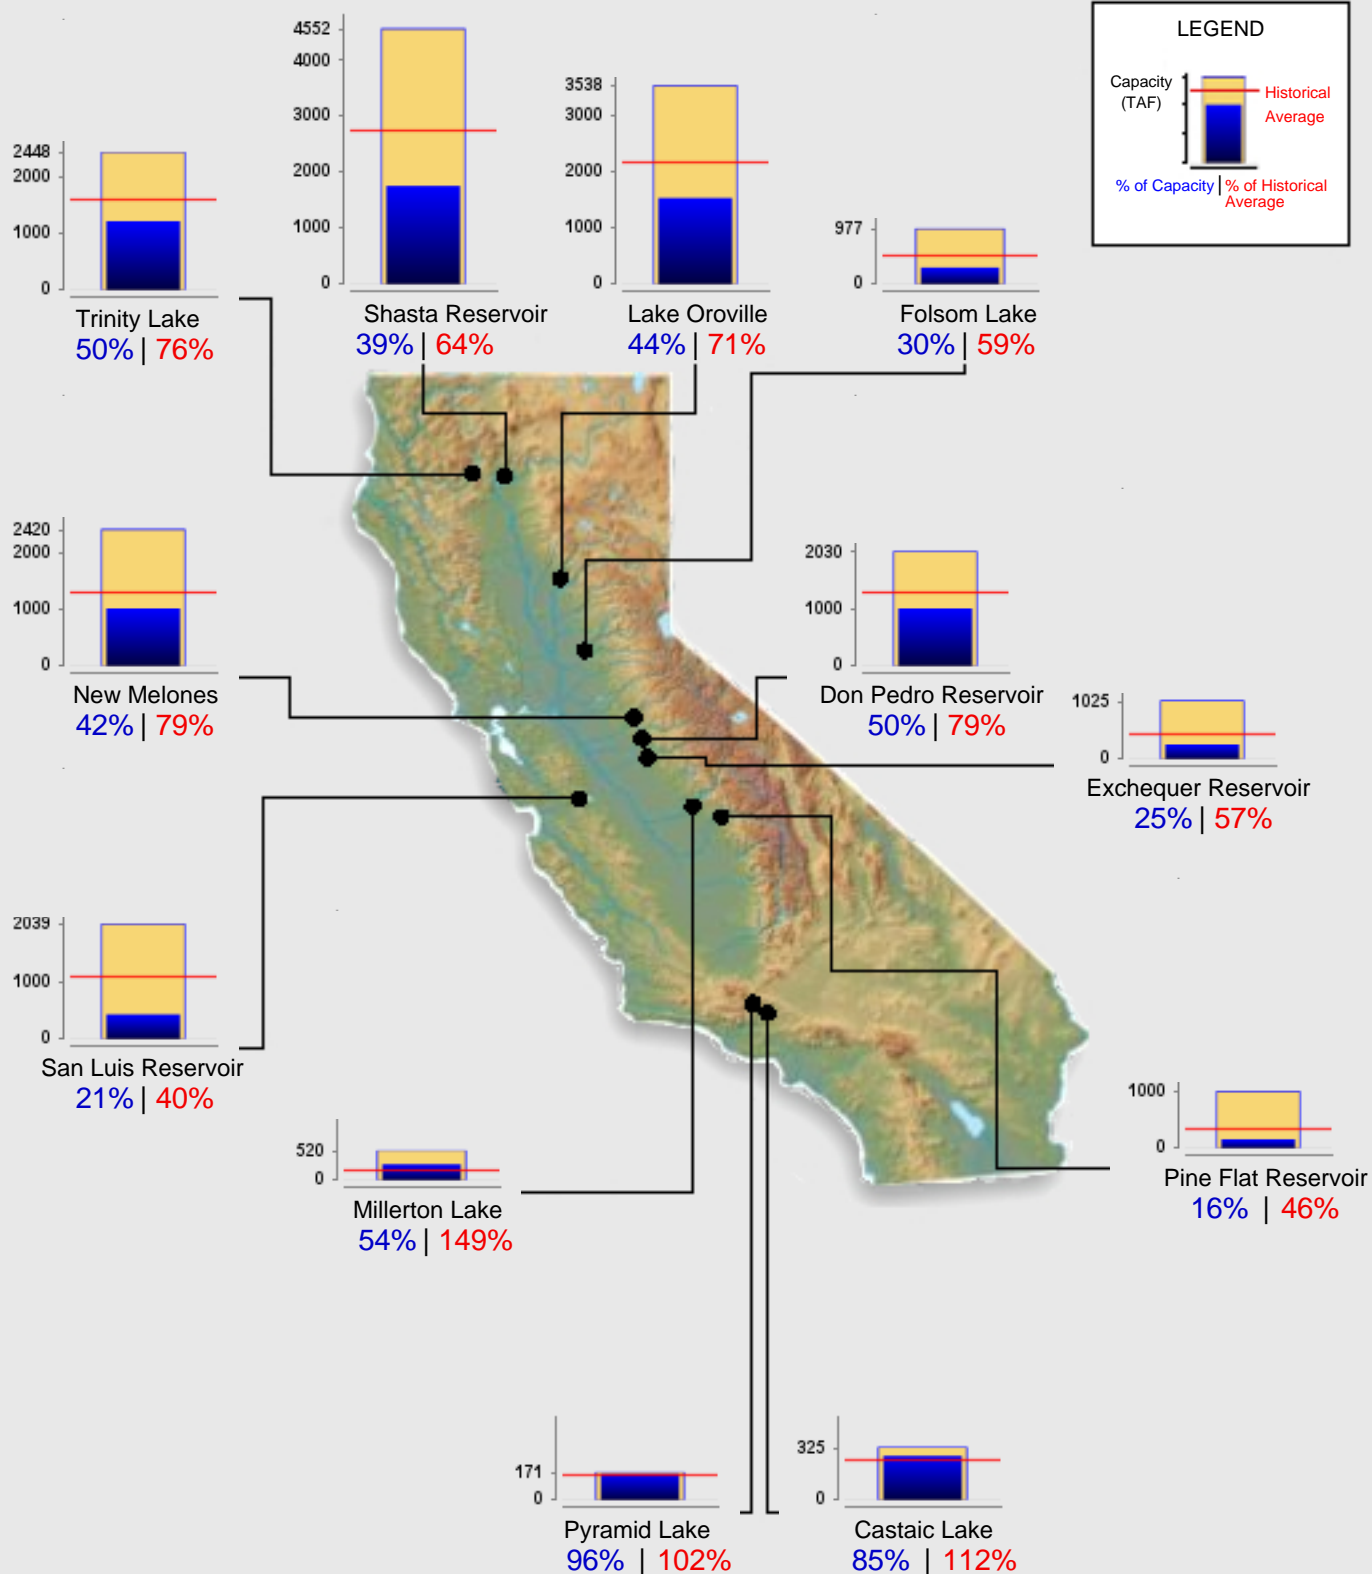 LEGEND
Capacity
(TAF)
Historical
Average
% of Capacity | % of Historical
Average
4552
4000
3000
2000
1000
0
Shasta Reservoir
39% | 64%
3538
3000
2000
1000
0
Lake Oroville
44% | 71%
2448
2000
1000
0
Trinity Lake
50% | 76%
977
0
Folsom Lake
30% | 59%
2420
2000
1000
0
New Melones
42% | 79%
2030
1000
0
Don Pedro Reservoir
50% | 79%
1025
0
Exchequer Reservoir
25% | 57%
2039
1000
0
San Luis Reservoir
21% | 40%
520
0
Millerton Lake
54% | 149%
1000
0
Pine Flat Reservoir
16% | 46%
171
0
Pyramid Lake
96% | 102%
325
0
Castaic Lake
85% | 112%